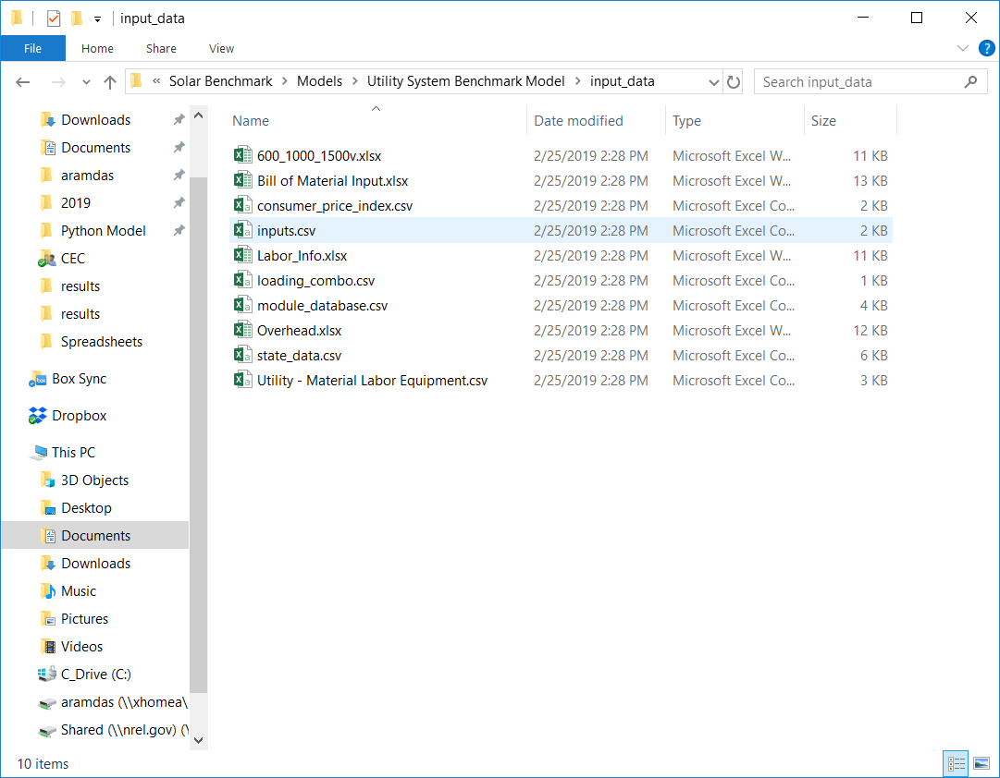 input_data
File Home Share View
« Solar Benchmark > Models > Utility System Benchmark Model > input_data
Search input_data
Downloads
Documents
aramdas
2019
Python Model
CEC
results
results
Spreadsheets
Box Sync
Dropbox
This PC
3D Objects
Desktop
Documents
Downloads
Music
Pictures
Videos
C_Drive (C:)
aramdas (\\xhomea\
Shared (\\nrel.gov) (
Name Date modified Type Size
600_1000_1500v.xlsx 2/25/2019 2:28 PM Microsoft Excel W... 11 KB
Bill of Material Input.xlsx 2/25/2019 2:28 PM Microsoft Excel W... 13 KB
consumer_price_index.csv 2/25/2019 2:28 PM Microsoft Excel Co... 2 KB
inputs.csv 2/25/2019 2:28 PM Microsoft Excel Co... 2 KB
Labor_Info.xlsx 2/25/2019 2:28 PM Microsoft Excel W... 11 KB
loading_combo.csv 2/25/2019 2:28 PM Microsoft Excel Co... 1 KB
module_database.csv 2/25/2019 2:28 PM Microsoft Excel Co... 4 KB
Overhead.xlsx 2/25/2019 2:28 PM Microsoft Excel W... 12 KB
state_data.csv 2/25/2019 2:28 PM Microsoft Excel Co... 6 KB
Utility - Material Labor Equipment.csv 2/25/2019 2:28 PM Microsoft Excel Co... 3 KB
10 items